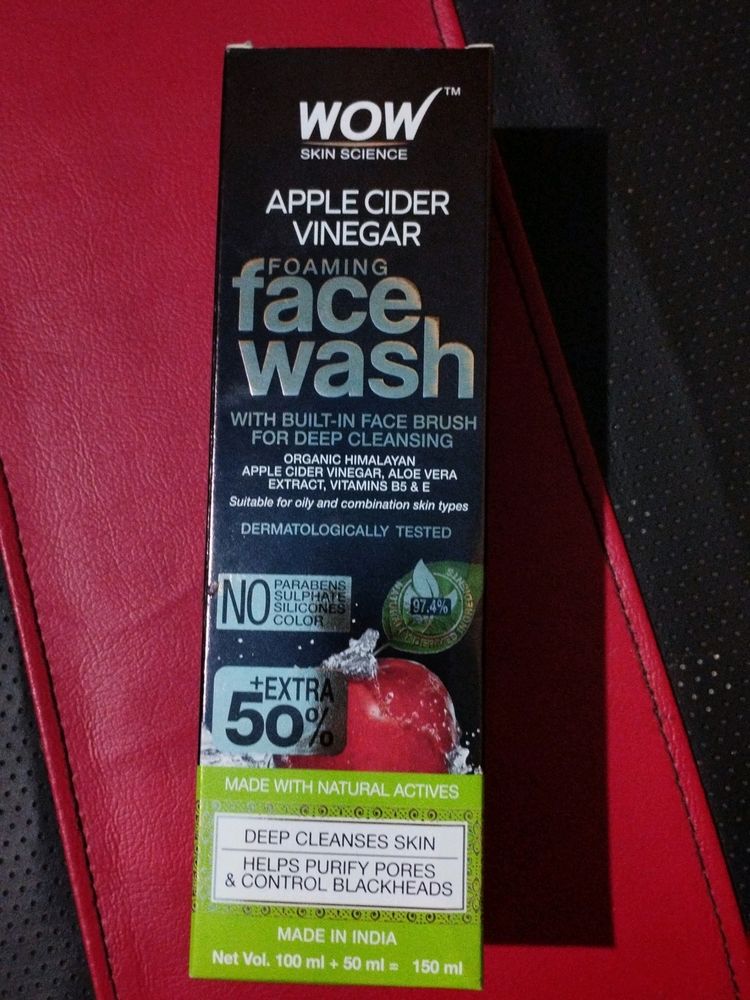 WOW™
SKIN SCIENCE
APPLE CIDER
VINEGAR
FOAMING
face
wash
WITH BUILT-IN FACE BRUSH
FOR DEEP CLEANSING
ORGANIC HIMALAYAN
APPLE CIDER VINEGAR, ALOE VERA
EXTRACT, VITAMINS B5 & E
Suitable for oily and combination skin types
DERMATOLOGICALLY TESTED
NO
PARABENS
SULPHATE
SILICONES
COLOR
97.4%
+EXTRA
50%
MADE WITH NATURAL ACTIVES
DEEP CLEANSES SKIN
HELPS PURIFY PORES
& CONTROL BLACKHEADS
MADE IN INDIA
Net Vol. 100 ml + 50 ml = 150 ml